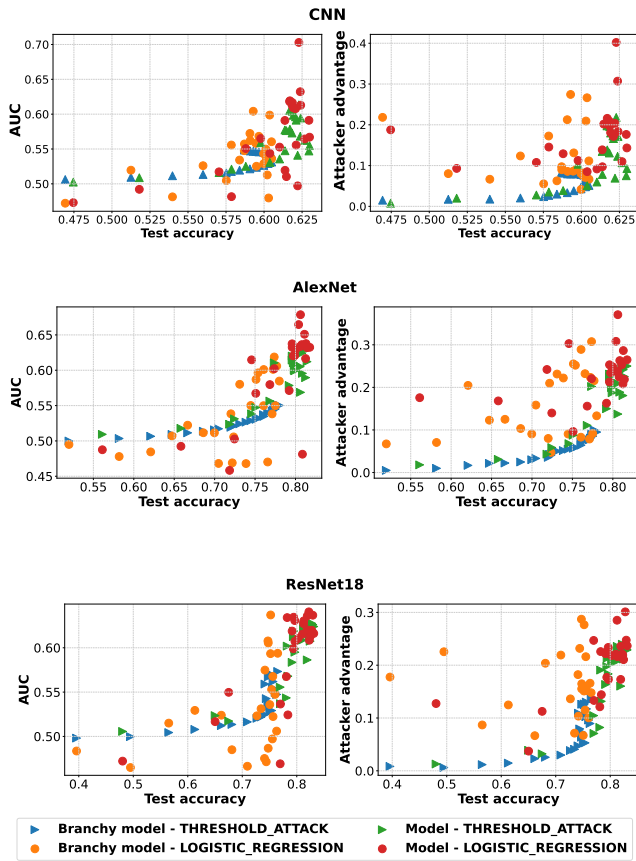 CNN
AUC
0.70
0.65
0.60
0.55
0.50
0.475 0.500 0.525 0.550 0.575 0.600 0.625
Test accuracy
Attacker advantage
0.4
0.3
0.2
0.1
0.0
0.475 0.500 0.525 0.550 0.575 0.600 0.625
Test accuracy
AlexNet
AUC
0.65
0.60
0.55
0.50
0.45
0.55 0.60 0.65 0.70 0.75 0.80
Test accuracy
Attacker advantage
0.3
0.2
0.1
0.0
0.55 0.60 0.65 0.70 0.75 0.80
Test accuracy
ResNet18
AUC
0.60
0.55
0.50
0.4 0.5 0.6 0.7 0.8
Test accuracy
Attacker advantage
0.3
0.2
0.1
0.0
0.4 0.5 0.6 0.7 0.8
Test accuracy
Branchy model - THRESHOLD_ATTACK
Branchy model - LOGISTIC_REGRESSION
Model - THRESHOLD_ATTACK
Model - LOGISTIC_REGRESSION